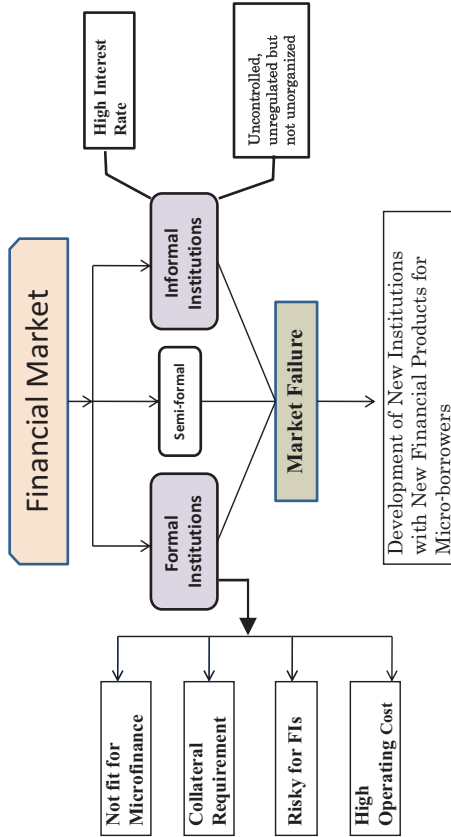 Financial Market
Formal
Institutions
Semi-formal
Informal
Institutions
High Interest
Rate
Uncontrolled,
unregulated but
not unorganized
Not fit for
Microfinance
Collateral
Requirement
Risky for FIs
High
Operating Cost
Market Failure
Development of New Institutions
with New Financial Products for
Micro-borrowers